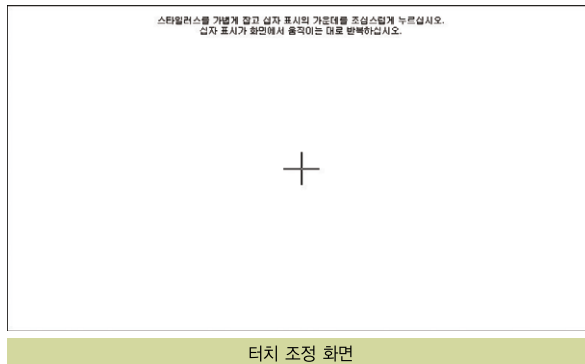 스타일러스를 가볍게 잡고 십자 표시의 가운데를 조심스럽게 누르십시오.
십자 표시가 화면에서 움직이는 대로 반복하십시오.
터치 조정 화면